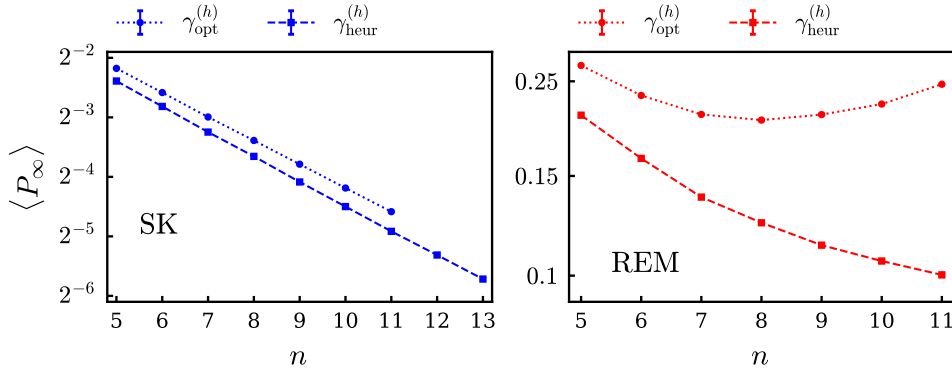 γ_opt^(h) γ_heur^(h) γ_opt^(h) γ_heur^(h)
⟨P_∞⟩
2^−2
2^−3
2^−4
2^−5
2^−6
SK
5 6 7 8 9 10 11 12 13
n
0.25
0.15
0.1
REM
5 6 7 8 9 10 11
n